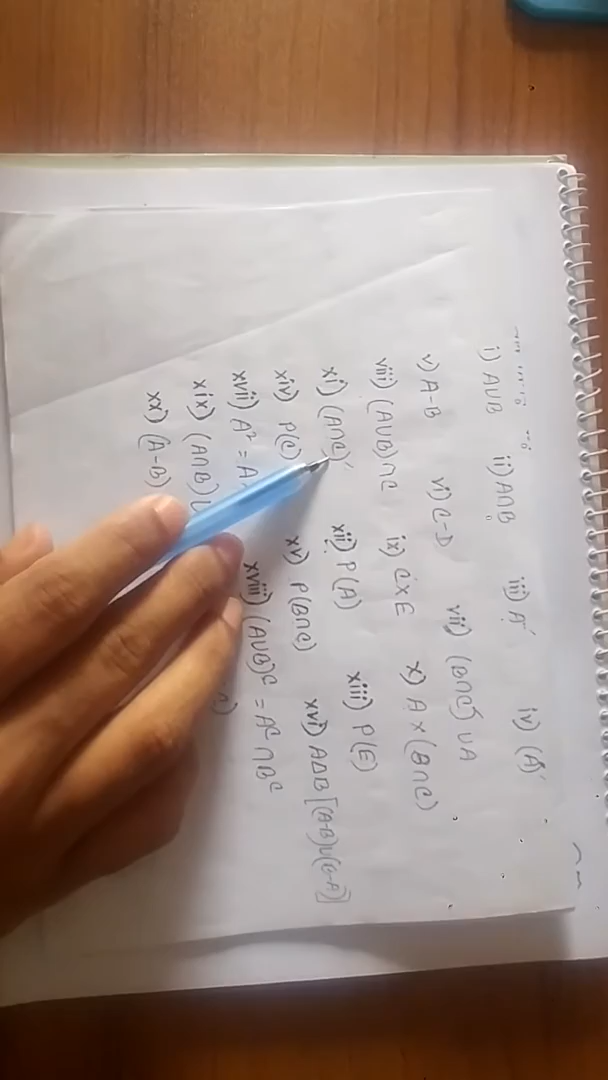 i) A∪B ii) A∩B iii) A′ iv) (A′)′
v) A-B vi) C-D vii) (B∩C)′ ∪A
viii) (A∪B)∩C ix) C×E x) A×(B∩C)
xi) (A∩C)′ xii) P(A) xiii) P(E)
xiv) P(C) xv) P(B∩C) xvi) A∆B [(A-B)∪(B-A)]
xvii) A² = A xviii) (A∪B)ᶜ = Aᶜ ∩ Bᶜ
xix) (A∩B)∪
xx) (A-B)